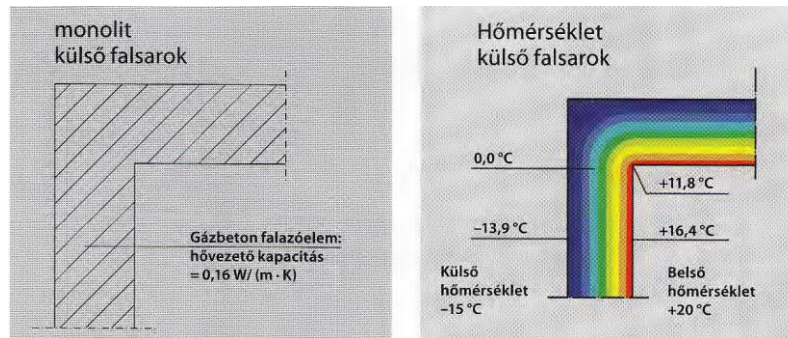 monolit
külső falsarok
Gázbeton falazóelem:
hővezető kapacitás
= 0,16 W/ (m · K)
Hőmérséklet
külső falsarok
0,0 °C
+11,8 °C
–13,9 °C
+16,4 °C
Külső
hőmérséklet
–15 °C
Belső
hőmérséklet
+20 °C